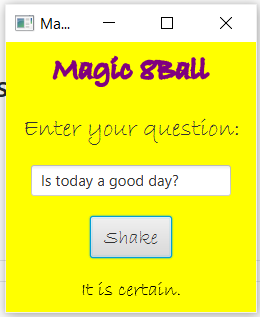 Ma...
Magic 8Ball
Enter your question:
Is today a good day?
Shake
It is certain.